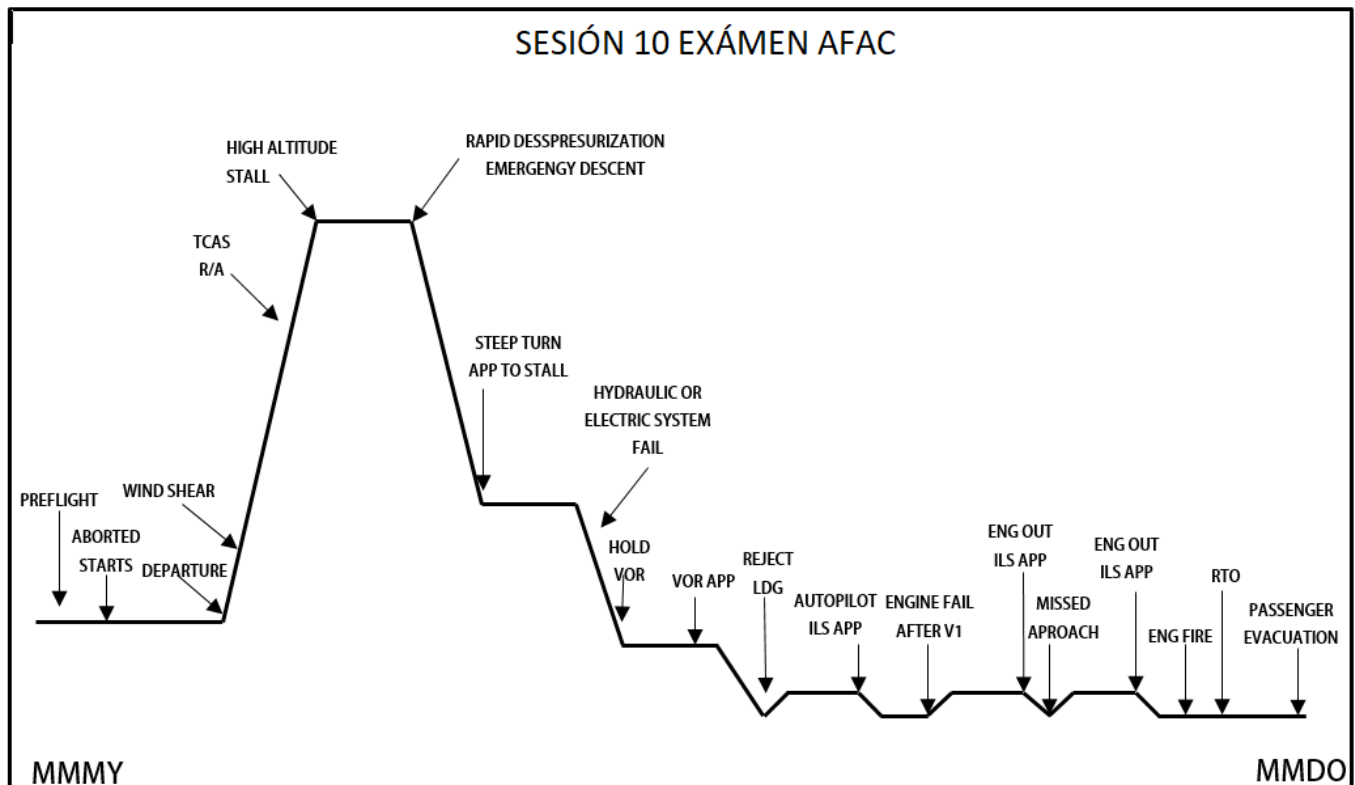 SESIÓN 10 EXÁMEN AFAC
HIGH ALTITUDE
STALL
RAPID DESSPRESURIZATION
EMERGENGY DESCENT
TCAS
R/A
STEEP TURN
APP TO STALL
HYDRAULIC OR
ELECTRIC SYSTEM
FAIL
PREFLIGHT
WIND SHEAR
ABORTED
STARTS
DEPARTURE
HOLD
VOR
VOR APP
REJECT
LDG
AUTOPILOT
ILS APP
ENGINE FAIL
AFTER V1
ENG OUT
ILS APP
MISSED
APROACH
ENG OUT
ILS APP
ENG FIRE
RTO
PASSENGER
EVACUATION
MMMY
MMDO